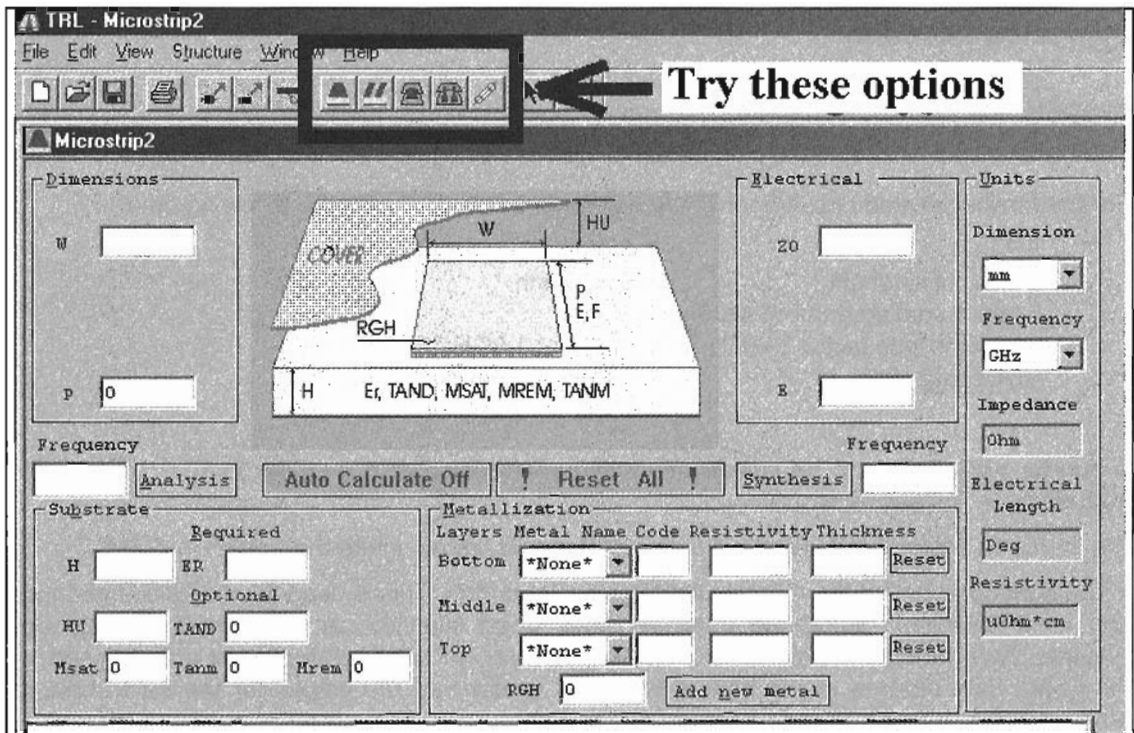 TRL - Microstrip2
File Edit View Structure Window Help
Try these options
Microstrip2
Dimensions
W
P 0
COVER
W
HU
P
E,F
RGH
H Er, TAND, MSAT, MREM, TANM
Electrical
Z0
E
Units
Dimension
mm
Frequency
GHz
Impedance
Ohm
Electrical
Length
Deg
Resistivity
uOhm*cm
Frequency
Analysis
Auto Calculate Off
! Reset All !
Frequency
Synthesis
Substrate
Required
H ER
Optional
HU TAND 0
Msat 0 Tanm 0 Mrem 0
Metallization
Layers Metal Name Code Resistivity Thickness
Bottom *None* Reset
Middle *None* Reset
Top *None* Reset
RGH 0 Add new metal